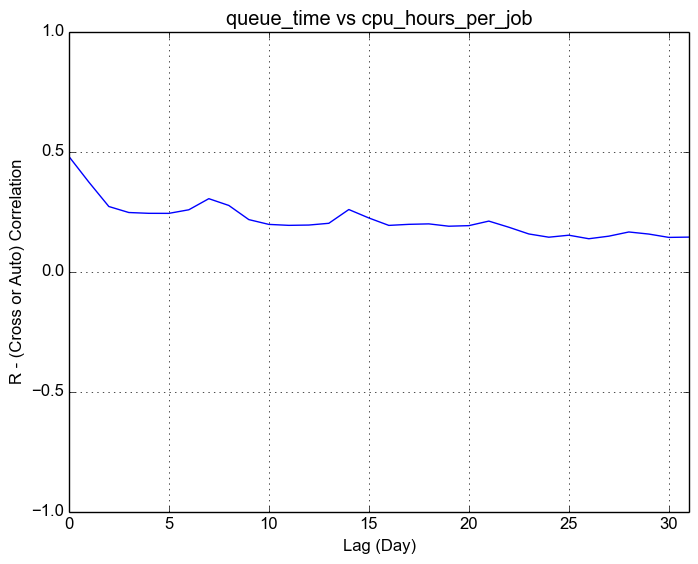 queue_time vs cpu_hours_per_job
1.0
0.5
0.0
−0.5
−1.0
R - (Cross or Auto) Correlation
0 5 10 15 20 25 30
Lag (Day)